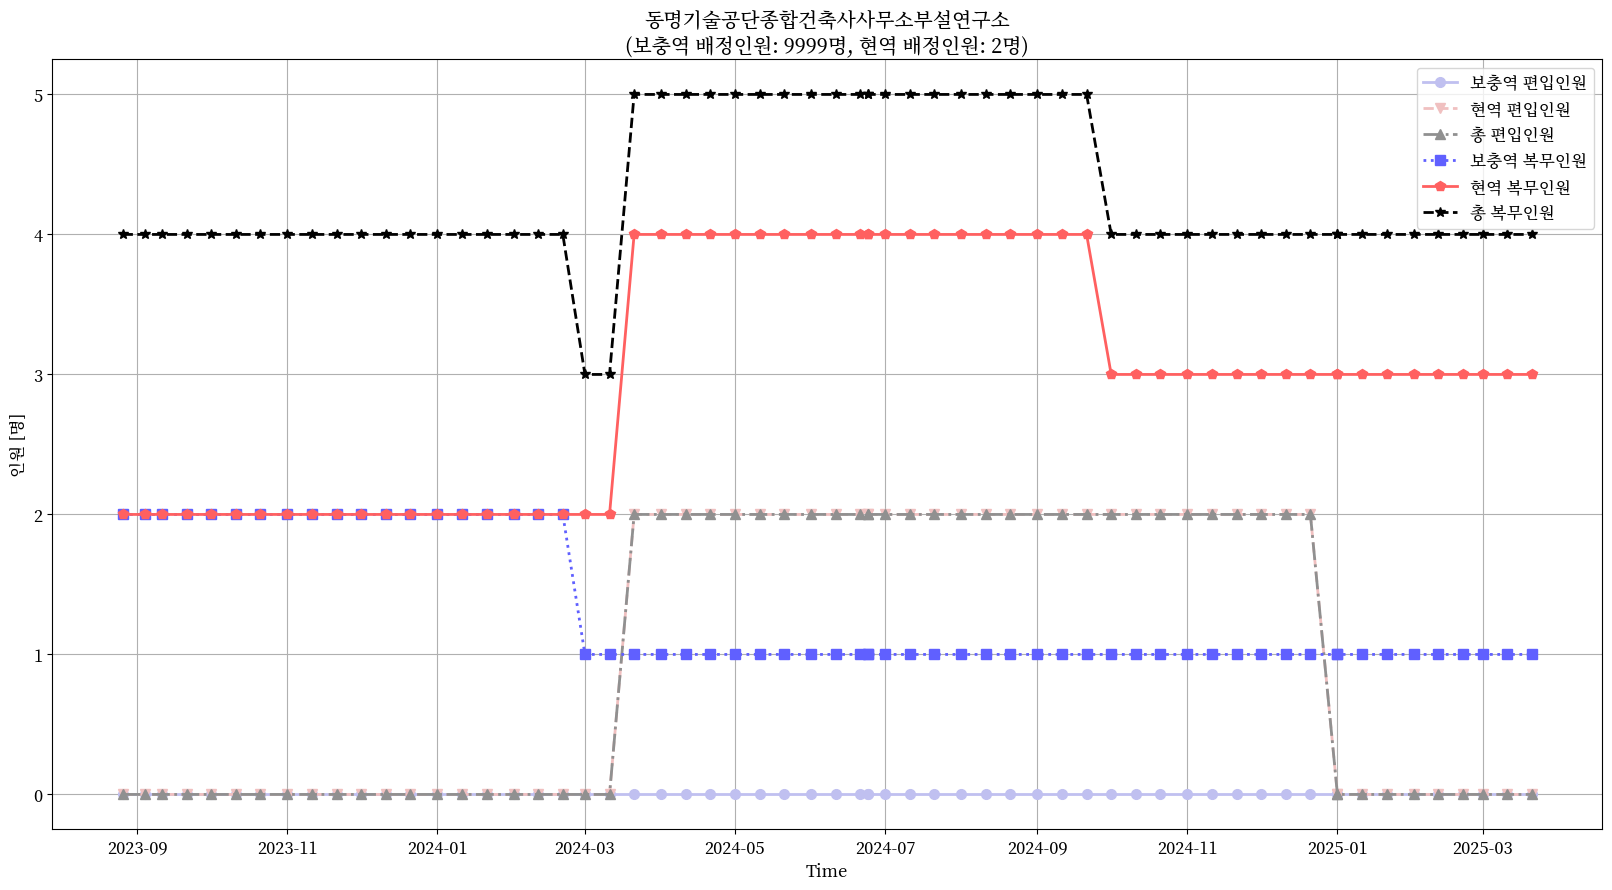 동명기술공단종합건축사사무소부설연구소
(보충역 배정인원: 9999명, 현역 배정인원: 2명)
보충역 편입인원
현역 편입인원
총 편입인원
보충역 복무인원
현역 복무인원
총 복무인원
인원 [명]
5
4
3
2
1
0
2023-09
2023-11
2024-01
2024-03
2024-05
2024-07
2024-09
2024-11
2025-01
2025-03
Time